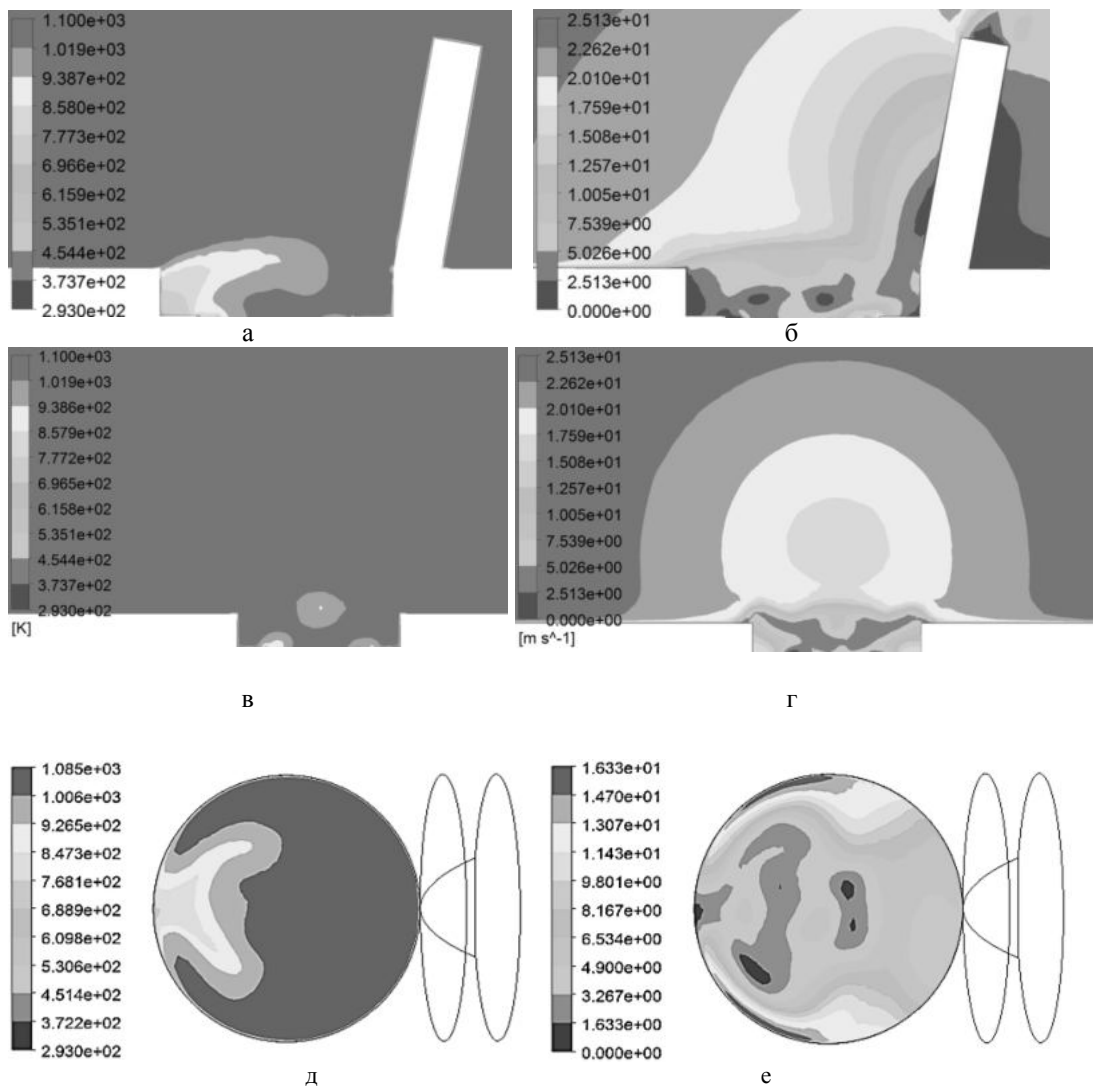 1.100e+03
1.019e+03
9.387e+02
8.580e+02
7.773e+02
6.966e+02
6.159e+02
5.351e+02
4.544e+02
3.737e+02
2.930e+02
а
2.513e+01
2.262e+01
2.010e+01
1.759e+01
1.508e+01
1.257e+01
1.005e+01
7.539e+00
5.026e+00
2.513e+00
0.000e+00
б
1.100e+03
1.019e+03
9.386e+02
8.579e+02
7.772e+02
6.965e+02
6.158e+02
5.351e+02
4.544e+02
3.737e+02
2.930e+02
[K]
в
2.513e+01
2.262e+01
2.010e+01
1.759e+01
1.508e+01
1.257e+01
1.005e+01
7.539e+00
5.026e+00
2.513e+00
0.000e+00
[m s^-1]
г
1.085e+03
1.006e+03
9.265e+02
8.473e+02
7.681e+02
6.889e+02
6.098e+02
5.306e+02
4.514e+02
3.722e+02
2.930e+02
д
1.633e+01
1.470e+01
1.307e+01
1.143e+01
9.801e+00
8.167e+00
6.534e+00
4.900e+00
3.267e+00
1.633e+00
0.000e+00
е